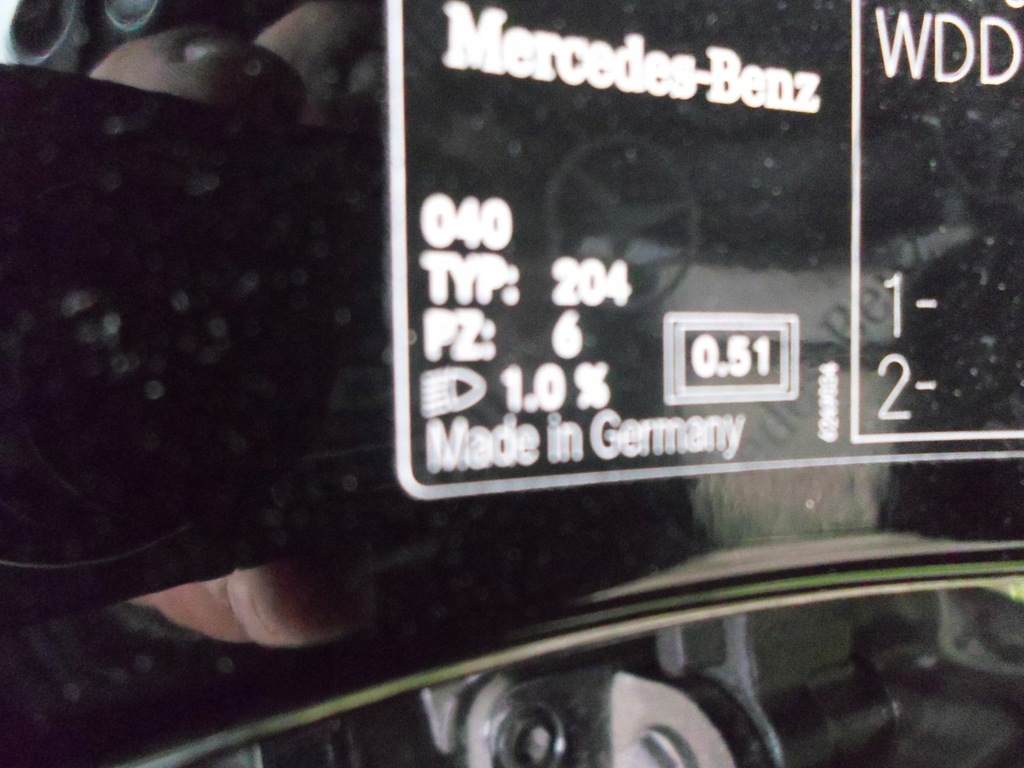 Mercedes-Benz
040
TYP: 204
PZ: 6
1.0 %
0.51
Made in Germany
WDD
1-
2-